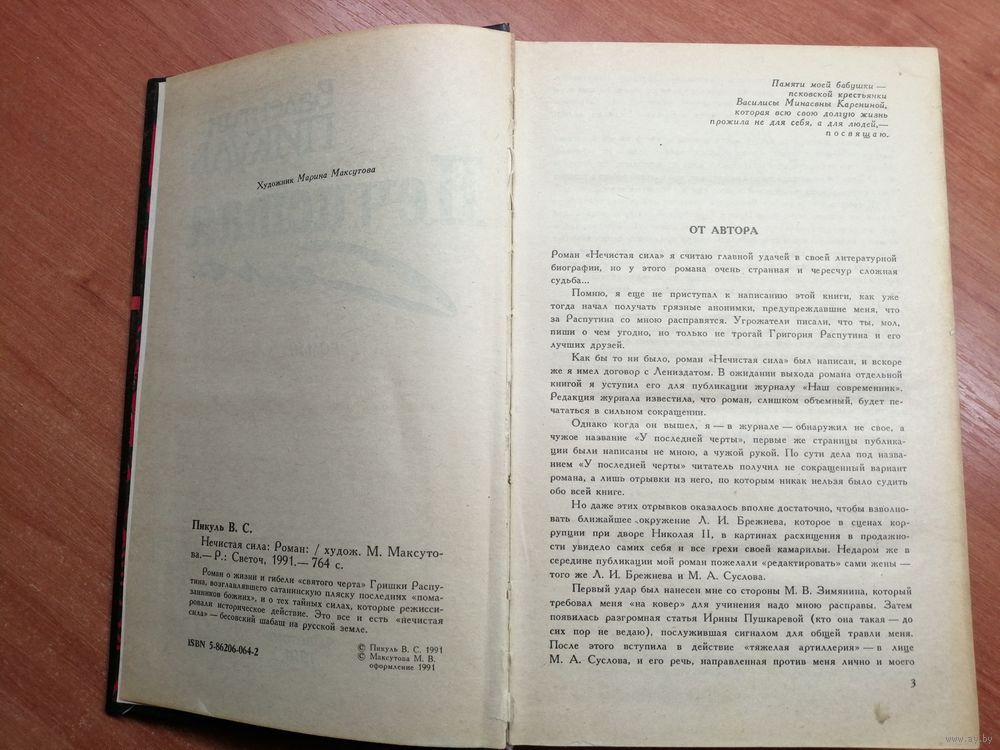 Художник Марина Максутова
Пикуль В. С.
Нечистая сила: Роман: / худож. М. Максуто-
ва.— Р.: Светоч, 1991.— 764 с.
Роман о жизни и гибели «святого черта» Гришки Распу-
тина, возглавлявшего сатанинскую пляску последних «пома-
занников божиих», и о тех тайных силах, которые режисси-
ровали историческое действие. Это все и есть «нечистая
сила» — бесовский шабаш на русской земле.
ISBN 5-86206-064-2
© Пикуль В. С. 1991
© Максутова М. В.
оформление 1991
Памяти моей бабушки —
псковской крестьянки
Василисы Минаевны Карениной,
которая всю свою долгую жизнь
прожила не для себя, а для людей,—
посвящаю.
ОТ АВТОРА
Роман «Нечистая сила» я считаю главной удачей в своей литературной
биографии, но у этого романа очень странная и чересчур сложная
судьба...
Помню, я еще не приступал к написанию этой книги, как уже
тогда начал получать грязные анонимки, предупреждавшие меня, что
за Распутина со мною расправятся. Угрожатели писали, что ты, мол,
пиши о чем угодно, но только не трогай Григория Распутина и его
лучших друзей.
Как бы то ни было, роман «Нечистая сила» был написан, и вскоре
же я имел договор с Лениздатом. В ожидании выхода романа отдельной
книгой я уступил его для публикации журналу «Наш современник».
Редакция журнала известила, что роман, слишком объемный, будет пе-
чататься в сильном сокращении.
Однако когда он вышел, я — в журнале — обнаружил не свое, а
чужое название «У последней черты», первые же страницы публика-
ции были написаны не мною, а чужой рукой. По сути дела под назва-
нием «У последней черты» читатель получил не сокращенный вариант
романа, а лишь отрывки из него, по которым никак нельзя было судить
обо всей книге.
Но даже этих отрывков оказалось вполне достаточно, чтобы взволно-
вать ближайшее окружение Л. И. Брежнева, которое в сценах кор-
рупции при дворе Николая II, в картинах расхищения и продажно-
сти увидело самих себя и все грехи своей камарильи. Недаром же в
середине публикации мой роман пожелали «редактировать» сами жены —
того же Л. И. Брежнева и М. А. Суслова.
Первый удар был нанесен мне со стороны М. В. Зимянина, который
требовал меня «на ковер» для учинения надо мною расправы. Затем
появилась разгромная статья Ирины Пушкаревой (кто она такая — до
сих пор не ведаю), послужившая сигналом для общей травли меня.
После этого вступила в действие «тяжелая артиллерия» — в лице
М. А. Суслова, и его речь, направленная против меня лично и моего
3
www.ay.by